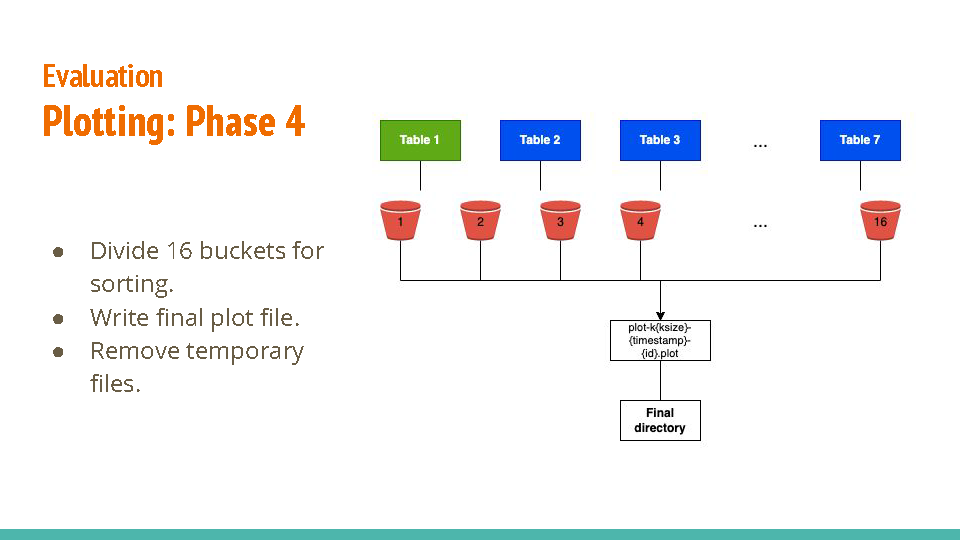 Evaluation
Plotting: Phase 4
● Divide 16 buckets for
sorting.
● Write final plot file.
● Remove temporary
files.
Table 1
Table 2
Table 3
...
Table 7
1
2
3
4
...
16
plot-k{ksize}-
{timestamp}-
{id}.plot
Final
directory